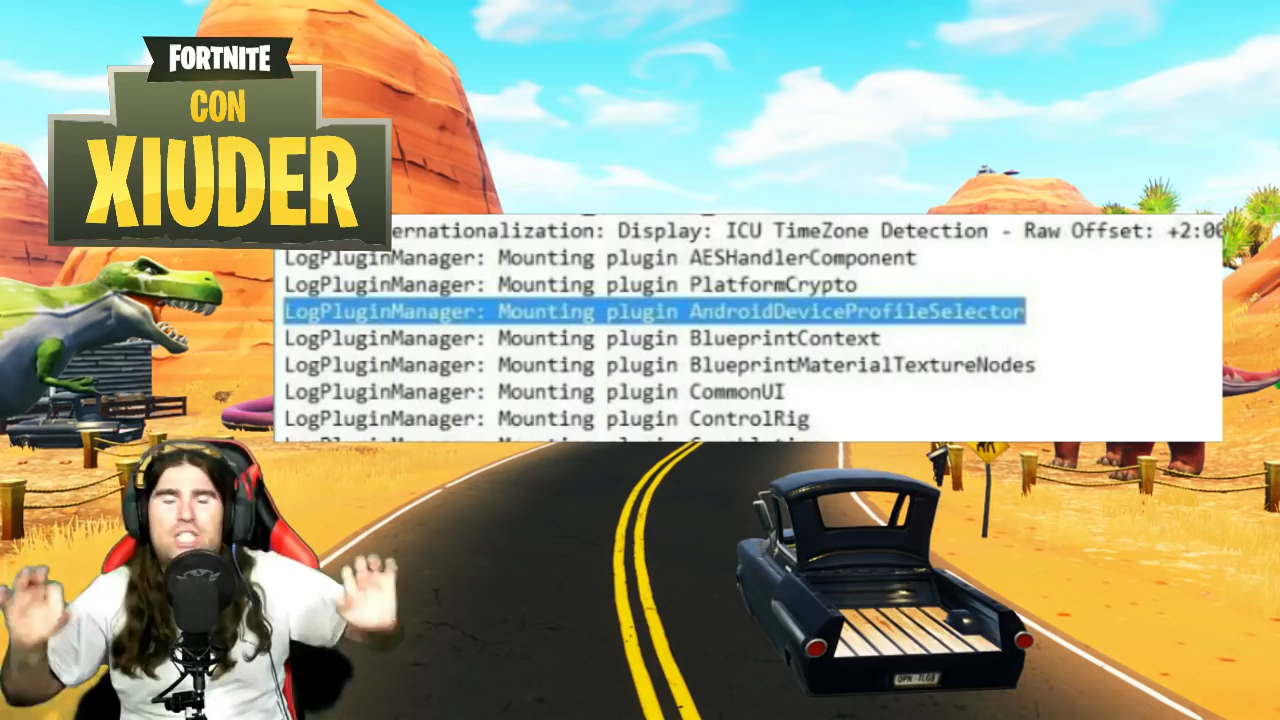 FORTNITE
CON
XIUDER
ernationalization: Display: ICU TimeZone Detection - Raw Offset: +2:00
LogPluginManager: Mounting plugin AESHandlerComponent
LogPluginManager: Mounting plugin PlatformCrypto
LogPluginManager: Mounting plugin AndroidDeviceProfileSelector
LogPluginManager: Mounting plugin BlueprintContext
LogPluginManager: Mounting plugin BlueprintMaterialTextureNodes
LogPluginManager: Mounting plugin CommonUI
LogPluginManager: Mounting plugin ControlRig